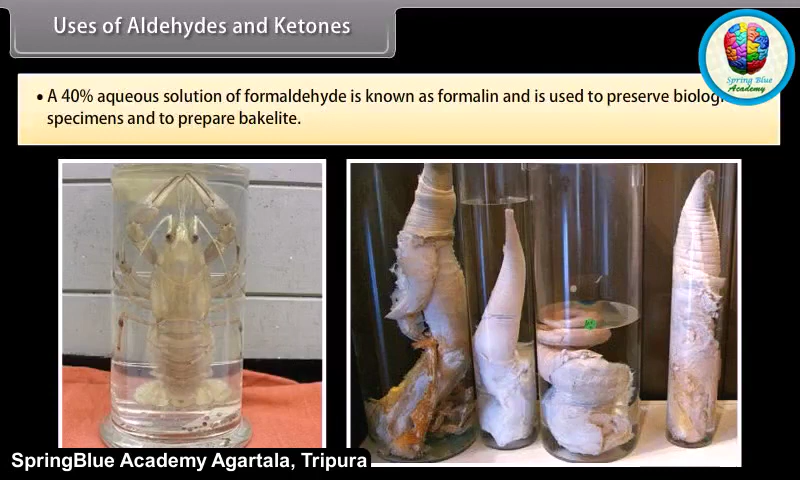 Uses of Aldehydes and Ketones
Spring Blue
Academy
• A 40% aqueous solution of formaldehyde is known as formalin and is used to preserve biologi
specimens and to prepare bakelite.
SpringBlue Academy Agartala, Tripura